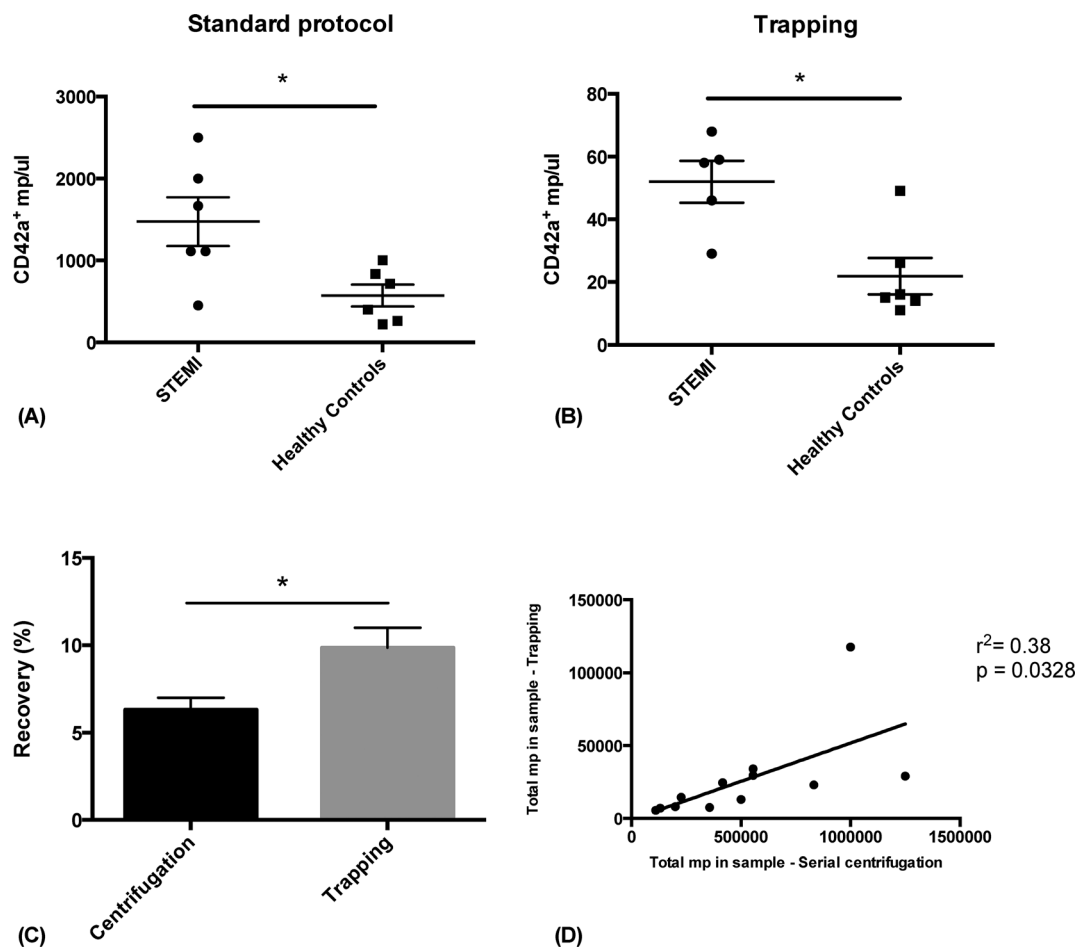 Standard protocol
*
3000
2000
1000
0
CD42a⁺ mp/ul
STEMI
Healthy Controls
(A)
Trapping
*
80
60
40
20
0
CD42a⁺ mp/ul
STEMI
Healthy Controls
(B)
*
15
10
5
0
Recovery (%)
Centrifugation
Trapping
(C)
150000
100000
50000
0
Total mp in sample - Trapping
r²= 0.38
p = 0.0328
0 500000 1000000 1500000
Total mp in sample - Serial centrifugation
(D)